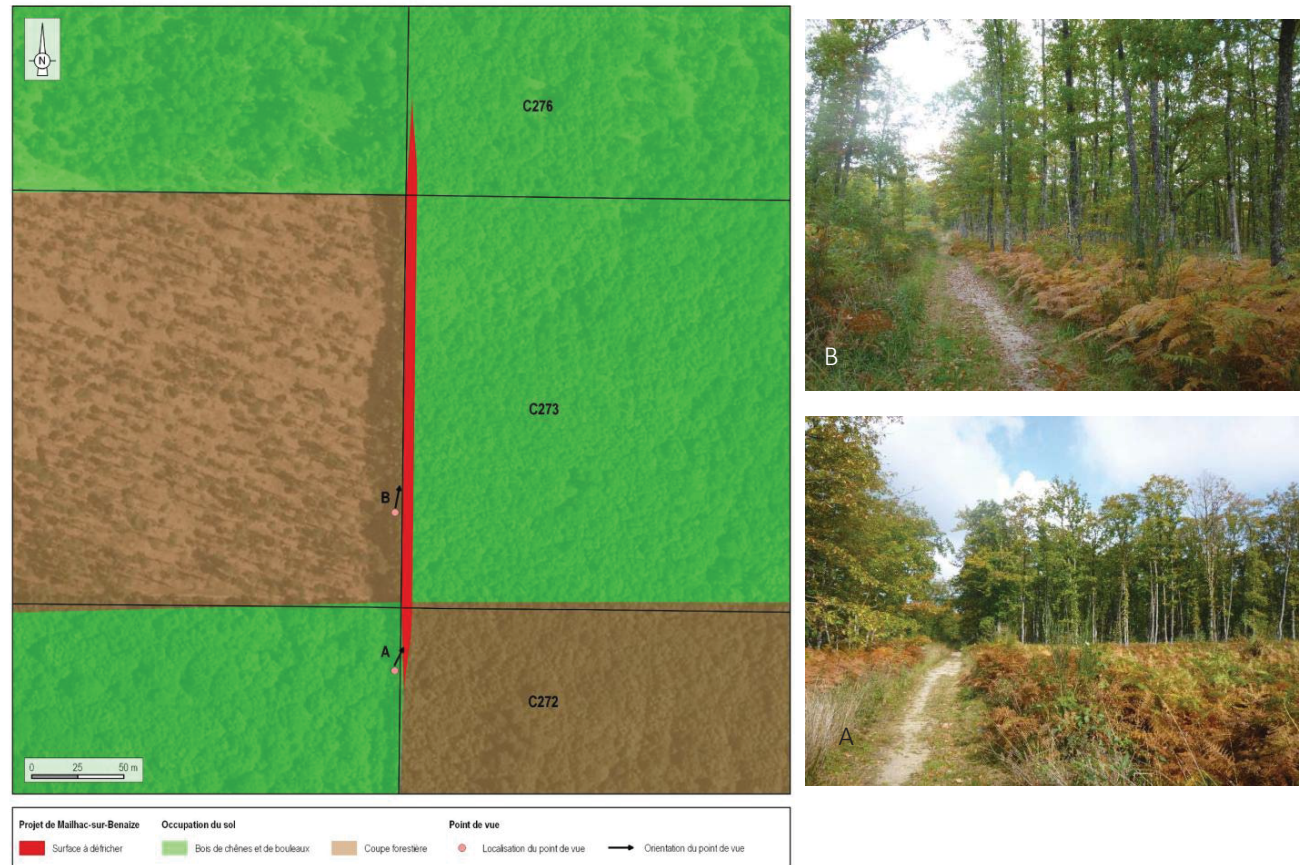 N
C276
C273
B
A
C272
0 25 50 m
Projet de Mailhac-sur-Benaize Occupation du sol Point de vue
Surface à défricher Bois de chênes et de bouleaux Coupe forestière Localisation du point de vue Orientation du point de vue
B
A